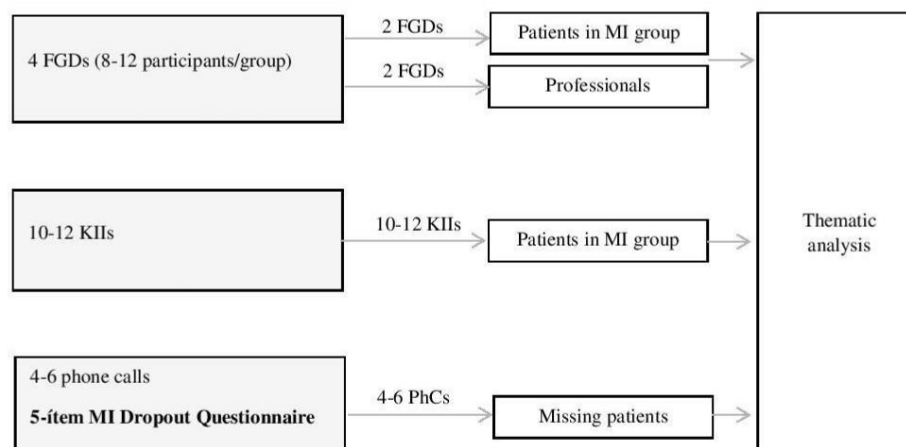 2 FGDs
Patients in MI group
4 FGDs (8-12 participants/group)
2 FGDs
Professionals
10-12 KIIs
10-12 KIIs
Patients in MI group
Thematic
analysis
4-6 phone calls
5-ítem MI Dropout Questionnaire
4-6 PhCs
Missing patients